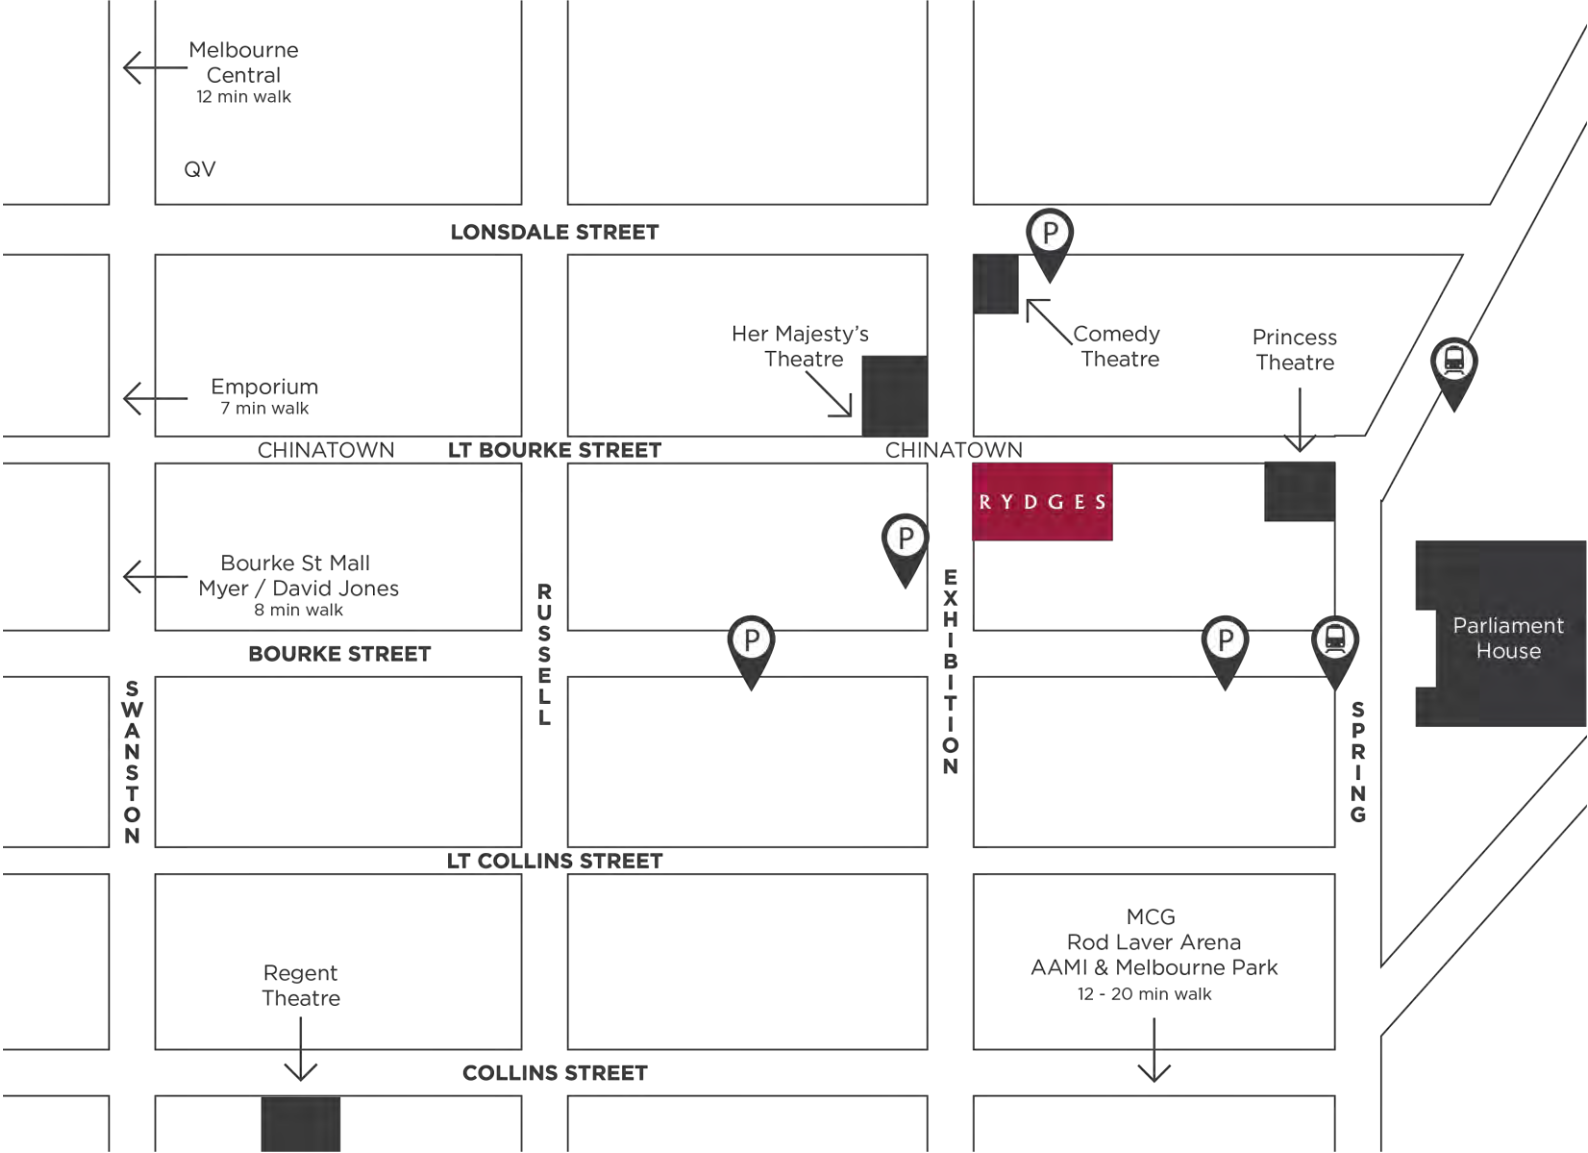 Melbourne
Central
12 min walk
QV
LONSDALE STREET
P
Her Majesty's
Theatre
Comedy
Theatre
Princess
Theatre
Emporium
7 min walk
CHINATOWN
LT BOURKE STREET
CHINATOWN
RYDGES
P
Bourke St Mall
Myer / David Jones
8 min walk
RUSSELL
EXHIBITION
P
P
Parliament
House
BOURKE STREET
SWANSTON
SPRING
LT COLLINS STREET
MCG
Rod Laver Arena
AAMI & Melbourne Park
12 - 20 min walk
Regent
Theatre
COLLINS STREET